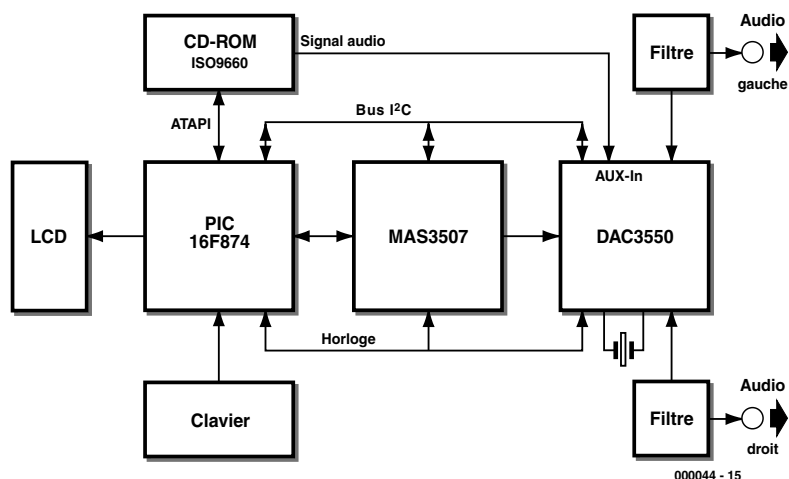 CD-ROM
ISO9660
Signal audio
Filtre
Audio
gauche
ATAPI
Bus I²C
LCD
PIC
16F874
MAS3507
AUX-In
DAC3550
Horloge
Clavier
Filtre
Audio
droit
000044 - 15